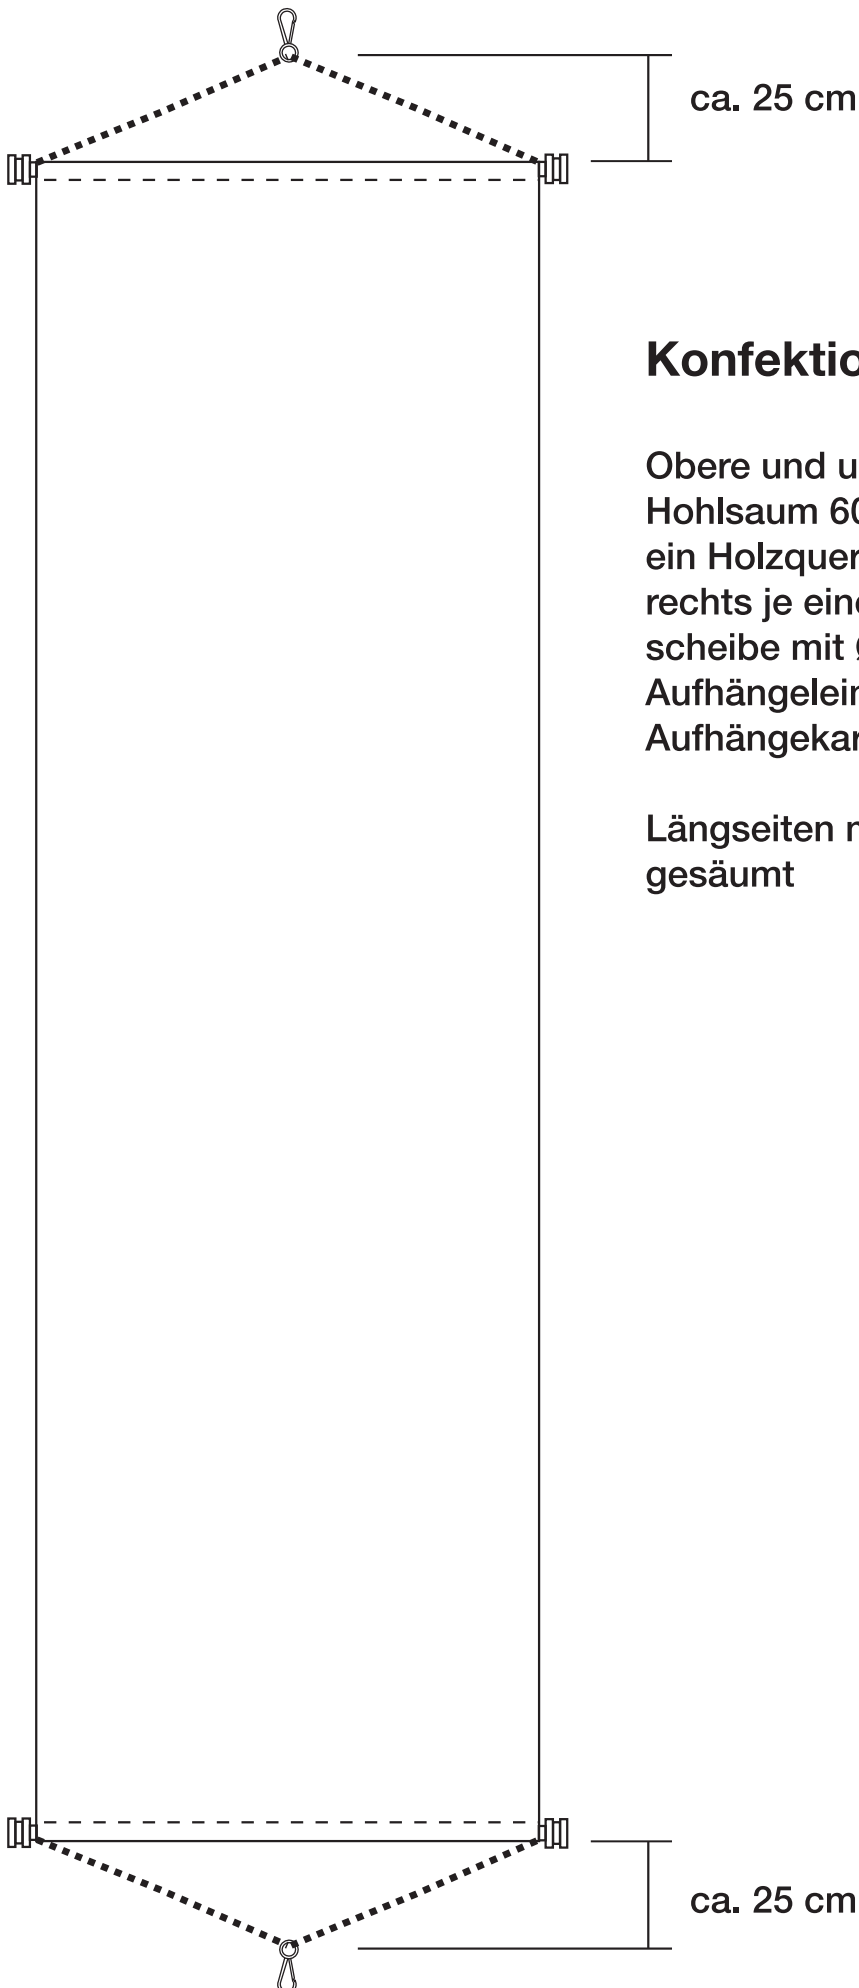 ca. 25 cm
Konfektio
Obere und u
Hohlsaum 60
ein Holzquer
rechts je eine
scheibe mit
Aufhängelein
Aufhängekar
Längseiten
gesäumt
ca. 25 cm